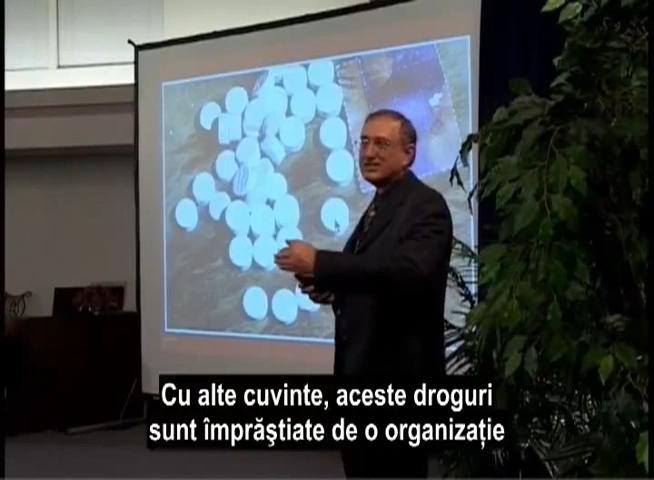 Cu alte cuvinte, aceste droguri
sunt împrăştiate de o organizaţie